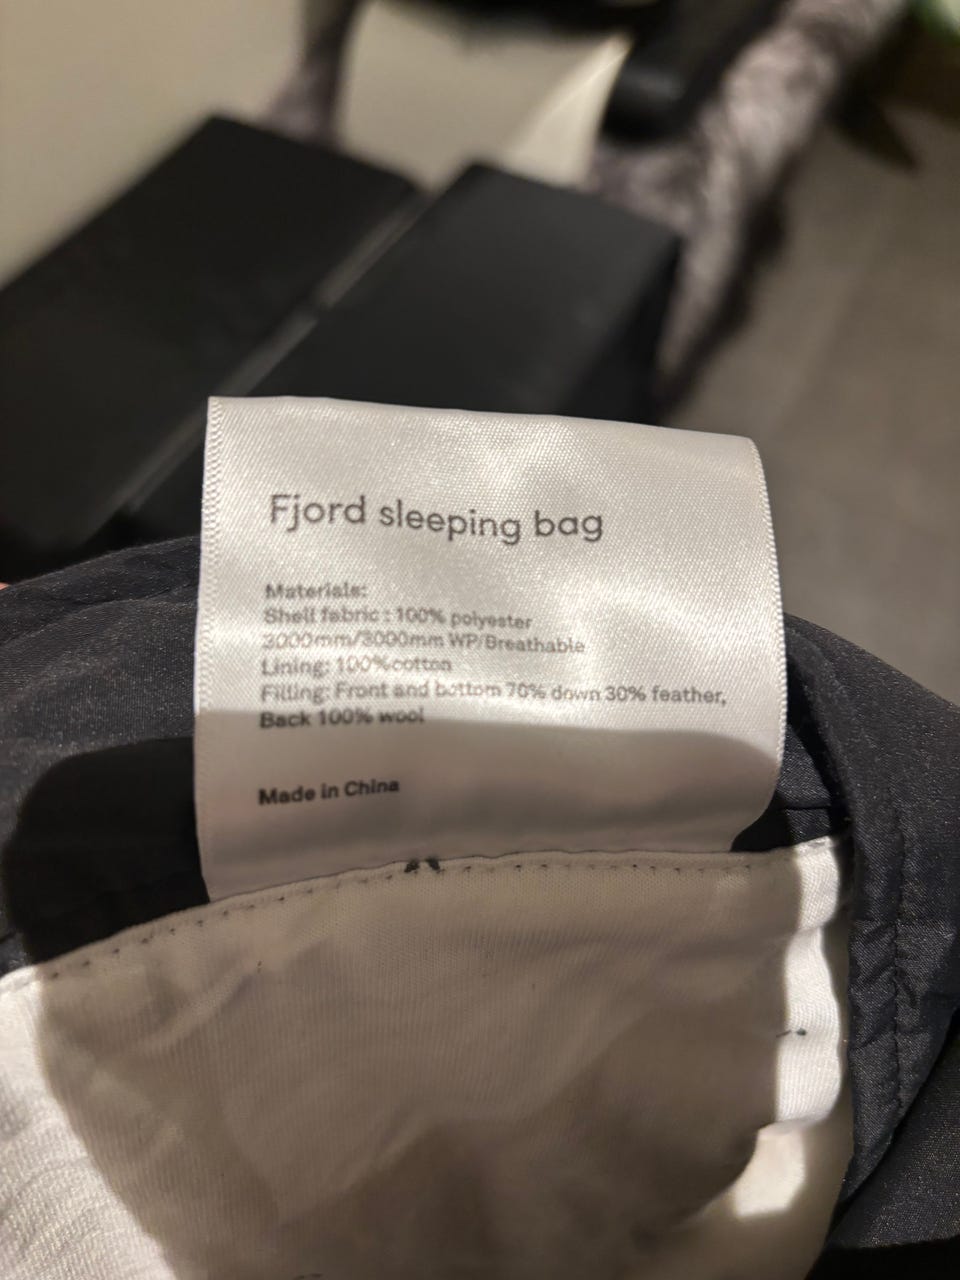 Fjord sleeping bag
Materials:
Shell fabric : 100% polyester
3000mm/3000mm WP/Breathable
Lining: 100%cotton
Filling: Front and bottom 70% down 30% feather,
Back 100% wool
Made in China